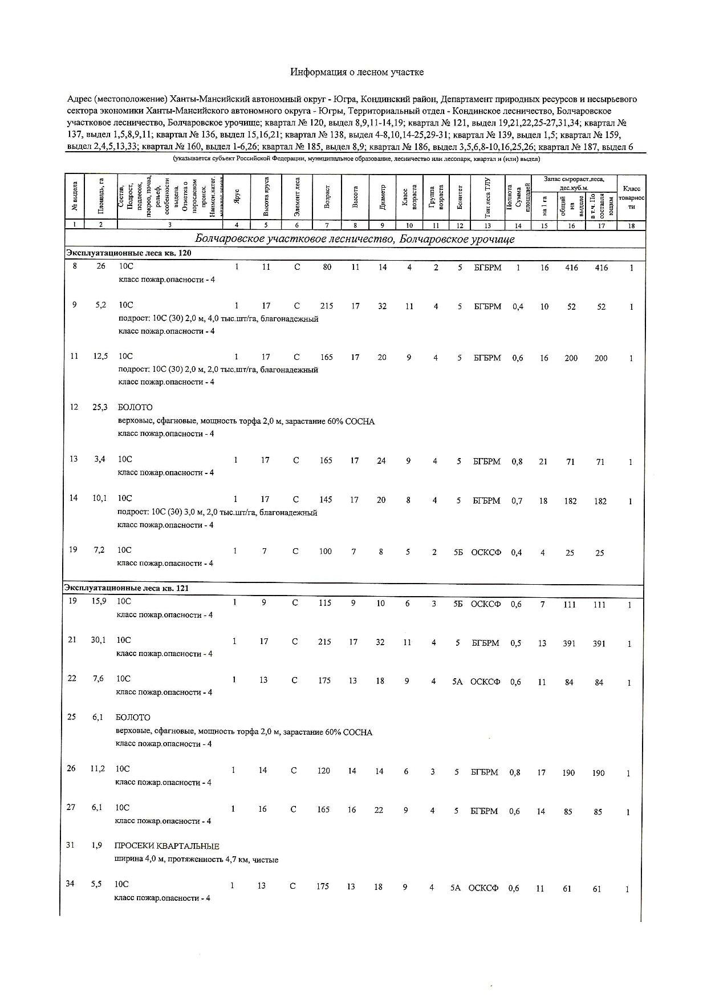 Информация о лесном участке
Адрес (местоположение) Ханты-Мансийский автономный округ - Югра, Кондинский район, Департамент природных ресурсов и несырьевого
сектора экономики Ханты-Мансийского автономного округа - Югры, Территориальный отдел - Кондинское лесничество, Болчаровское
участковое лесничество, Болчаровское урочище; квартал № 120, выдел 8,9,11-14,19; квартал № 121, выдел 19,21,22,25-27,31,34; квартал №
137, выдел 1,5,8,9,11; квартал № 136, выдел 15,16,21; квартал № 138, выдел 4-8,10,14-25,29-31; квартал № 139, выдел 1,5; квартал № 159,
выдел 2,4,5,13,33; квартал № 160, выдел 1-6,26; квартал № 185, выдел 8,9; квартал № 186, выдел 3,5,6,8-10,16,25,26; квартал № 187, выдел 6
(указывается субъект Российской Федерации, муниципальное образование, лесничество или лесопарк, квартал и (или) выдел)
№ выдела
Площадь, га
Состав,
Подрост,
подлесок,
покров, почва,
рельеф,
особенности
выдела.
Отметка о
порослевом
происх.
Наимен.катег.
Ярус
Высота яруса
Элемент леса
Возраст
Высота
Диаметр
Класс
возраста
Группа
возраста
Бонитет
Тип леса ТЛУ
Полнота
Сумма
площадей
Запас сырораст.леса,
дес.куб.м.
на 1 га
общий
на
выделе
в т.ч. По
составля
ющим
Класс
товарнос
ти
1 2 3 4 5 6 7 8 9 10 11 12 13 14 15 16 17 18
Болчаровское участковое лесничество, Болчаровское урочище
Эксплуатационные леса кв. 120
8 26 10С 1 11 С 80 11 14 4 2 5 БГБРМ 1 16 416 416 1
класс пожар.опасности - 4
9 5,2 10С 1 17 С 215 17 32 11 4 5 БГБРМ 0,4 10 52 52 1
подрост: 10С (30) 2,0 м, 4,0 тыс.шт/га, благонадежный
класс пожар.опасности - 4
11 12,5 10С 1 17 С 165 17 20 9 4 5 БГБРМ 0,6 16 200 200 1
подрост: 10С (30) 2,0 м, 2,0 тыс.шт/га, благонадежный
класс пожар.опасности - 4
12 25,3 БОЛОТО
верховые, сфагновые, мощность торфа 2,0 м, зарастание 60% СОСНА
класс пожар.опасности - 4
13 3,4 10С 1 17 С 165 17 24 9 4 5 БГБРМ 0,8 21 71 71 1
класс пожар.опасности - 4
14 10,1 10С 1 17 С 145 17 20 8 4 5 БГБРМ 0,7 18 182 182 1
подрост: 10С (30) 3,0 м, 2,0 тыс.шт/га, благонадежный
класс пожар.опасности - 4
19 7,2 10С 1 7 С 100 7 8 5 2 5Б ОСКСФ 0,4 4 25 25
класс пожар.опасности - 4
Эксплуатационные леса кв. 121
19 15,9 10С 1 9 С 115 9 10 6 3 5Б ОСКСФ 0,6 7 111 111 1
класс пожар.опасности - 4
21 30,1 10С 1 17 С 215 17 32 11 4 5 БГБРМ 0,5 13 391 391 1
класс пожар.опасности - 4
22 7,6 10С 1 13 С 175 13 18 9 4 5А ОСКСФ 0,6 11 84 84 1
класс пожар.опасности - 4
25 6,1 БОЛОТО
верховые, сфагновые, мощность торфа 2,0 м, зарастание 60% СОСНА
класс пожар.опасности - 4
26 11,2 10С 1 14 С 120 14 14 6 3 5 БГБРМ 0,8 17 190 190 1
класс пожар.опасности - 4
27 6,1 10С 1 16 С 165 16 22 9 4 5 БГБРМ 0,6 14 85 85 1
класс пожар.опасности - 4
31 1,9 ПРОСЕКИ КВАРТАЛЬНЫЕ
ширина 4,0 м, протяженность 4,7 км, чистые
34 5,5 10С 1 13 С 175 13 18 9 4 5А ОСКСФ 0,6 11 61 61 1
класс пожар.опасности - 4